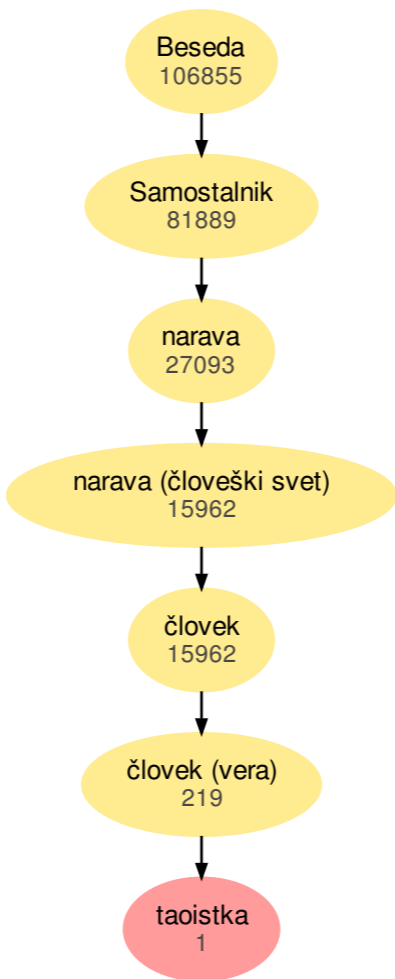 Beseda
106855
Samostalnik
81889
narava
27093
narava (človeški svet)
15962
človek
15962
človek (vera)
219
taoistka
1